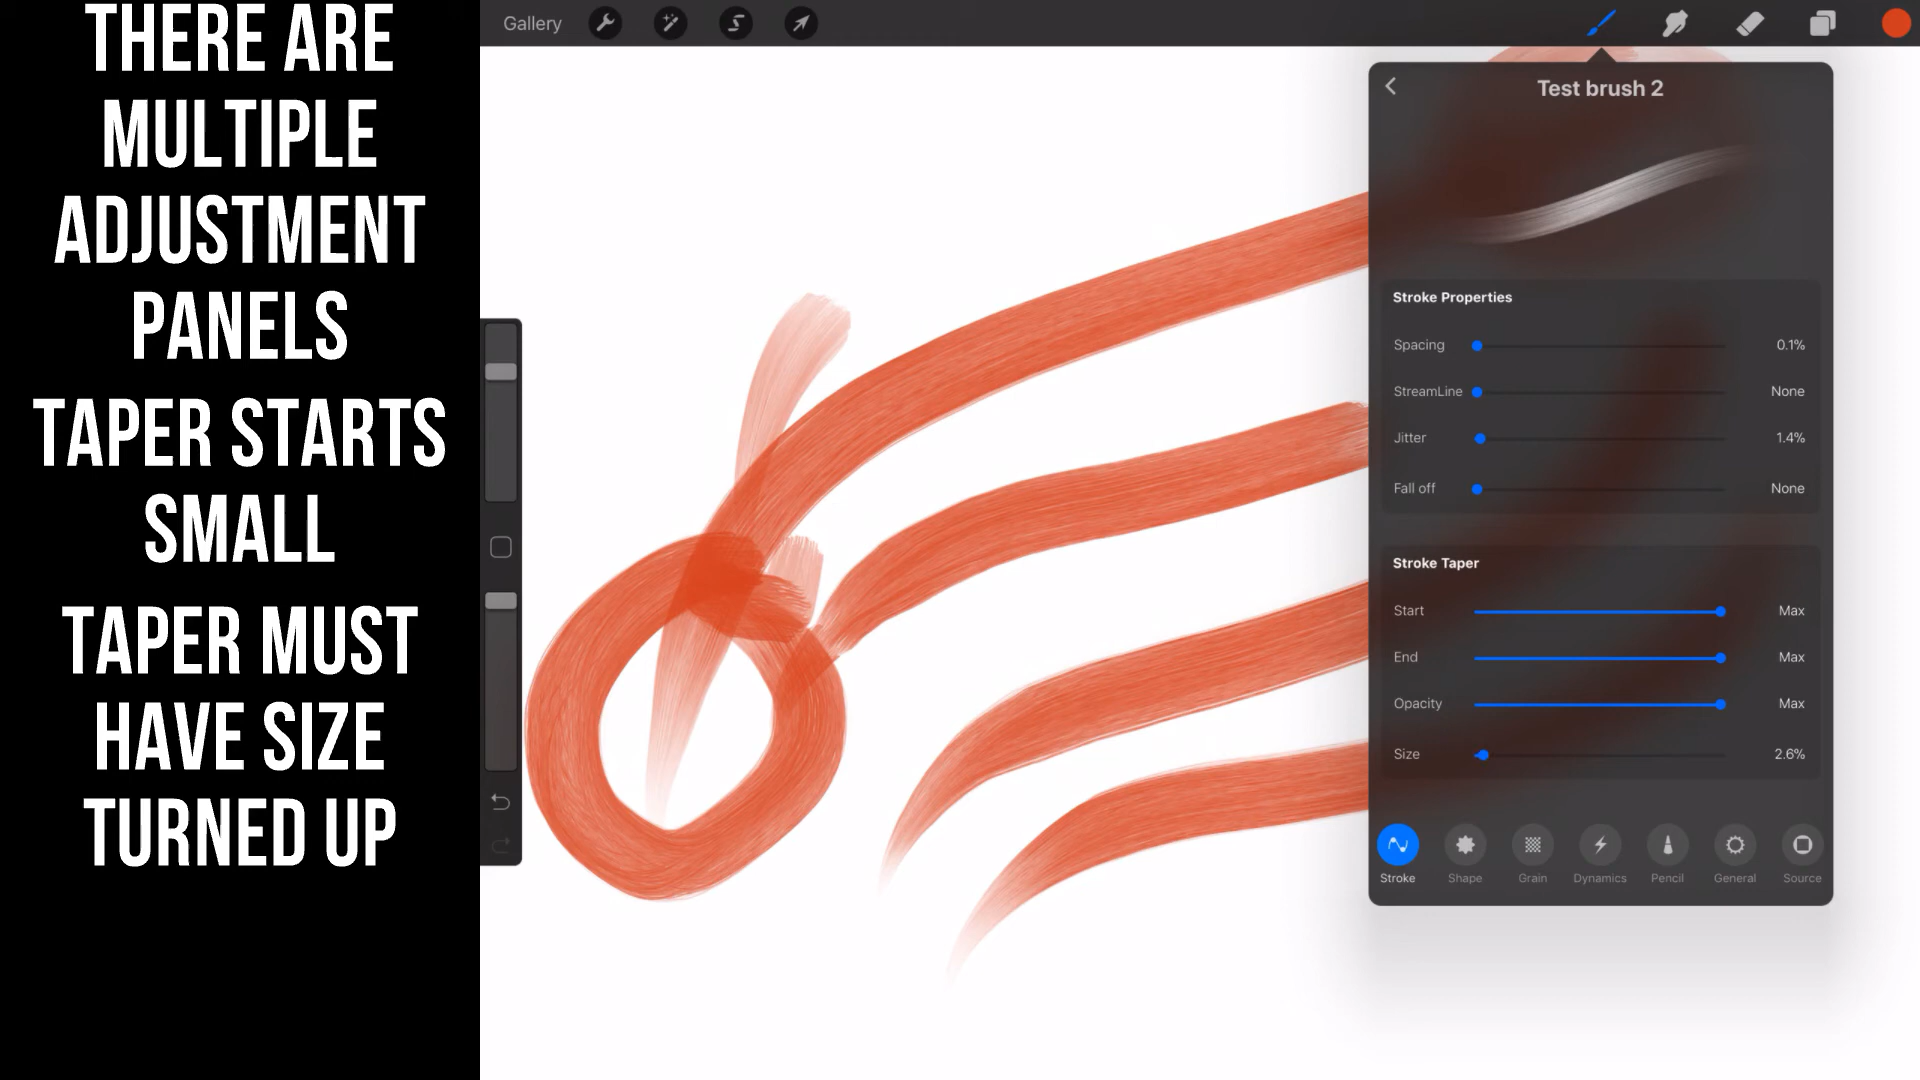 THERE ARE
MULTIPLE
ADJUSTMENT
PANELS
TAPER STARTS
SMALL
TAPER MUST
HAVE SIZE
TURNED UP
Gallery
Test brush 2
Stroke Properties
Spacing 0.1%
StreamLine None
Jitter 1.4%
Fall off None
Stroke Taper
Start Max
End Max
Opacity Max
Size 2.6%
Stroke Shape Grain Dynamics Pencil General Source